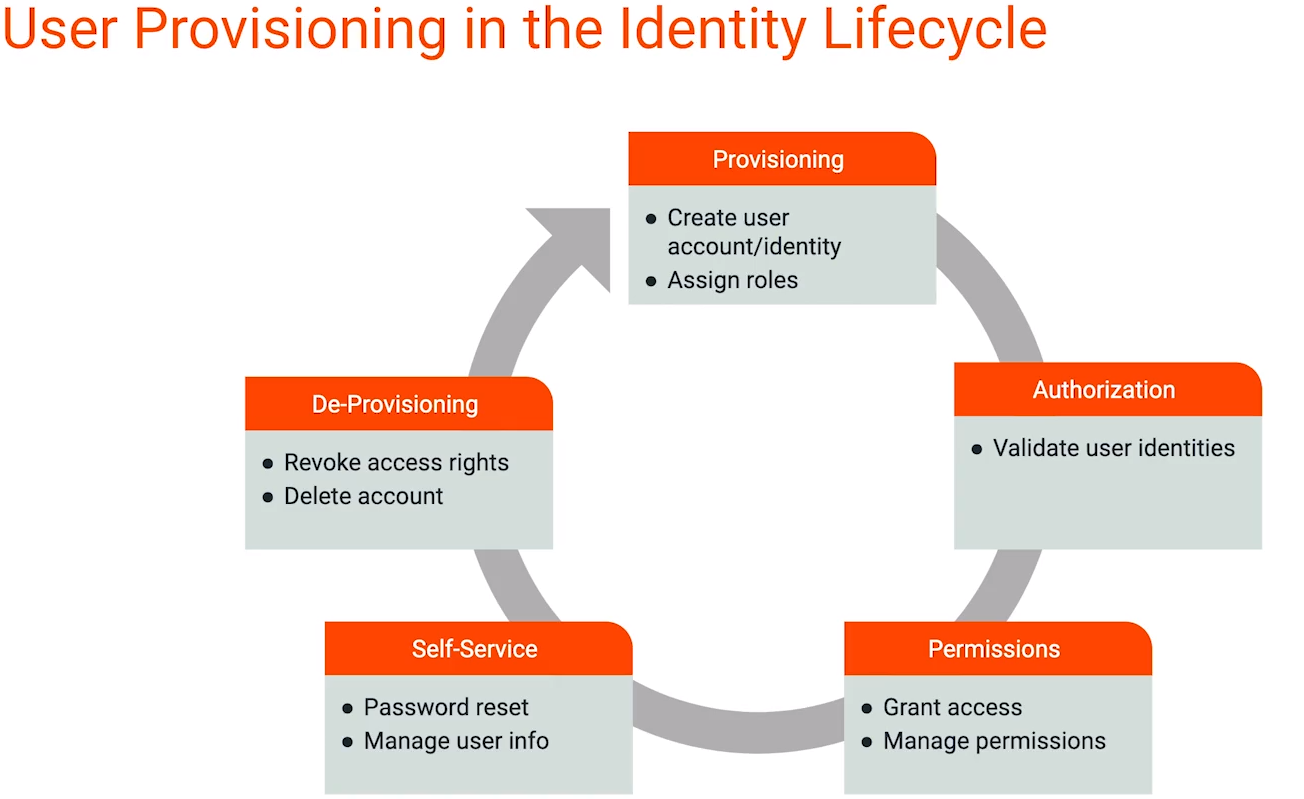 User Provisioning in the Identity Lifecycle
Provisioning
● Create user
account/identity
● Assign roles
Authorization
● Validate user identities
Permissions
● Grant access
● Manage permissions
Self-Service
● Password reset
● Manage user info
De-Provisioning
● Revoke access rights
● Delete account